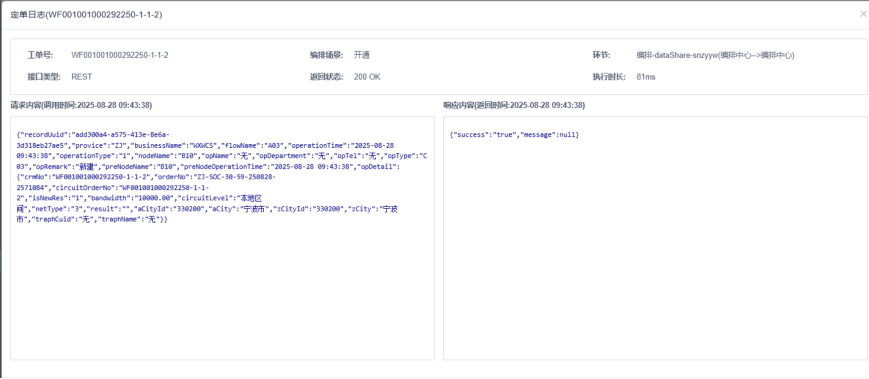 定单日志(WF001001000292250-1-1-2)
工单号: WF001001000292250-1-1-2 编排场景: 开通 环节: 编排-dataShare-snzyyw(编排中心-->编排中心)
接口类型: REST 返回状态: 200 OK 执行时长: 81ms
请求内容(调用时间:2025-08-28 09:43:38) 响应内容(返回时间:2025-08-28 09:43:38)
{"recordUuid":"add300a4-a575-413e-8e6a-
3d318eb27ae5","provice":"ZJ","businessName":"WXWCS","flowName":"A03","operationTime":"2025-08-28
09:43:38","operationType":"1","nodeName":"B10","opName":"无","opDepartment":"无","opTel":"无","opType":"C
03","opRemark":"新建","preNodeName":"B10","preNodeOperationTime":"2025-08-28 09:43:38","opDetail":
{"crmNo":"WF001001000292250-1-1-2","orderNo":"ZJ-SOC-30-59-250828-
2571084","circuitOrderNo":"WF001001000292250-1-1-
2","isNewRes":"1","bandwidth":"10000.00","circuitLevel":"本地区
间","netType":"3","result":"","aCityId":"330200","aCity":"宁波市","zCityId":"330200","zCity":"宁波
市","traphCuid":"无","traphName":"无"}}
{"success":"true","message":null}